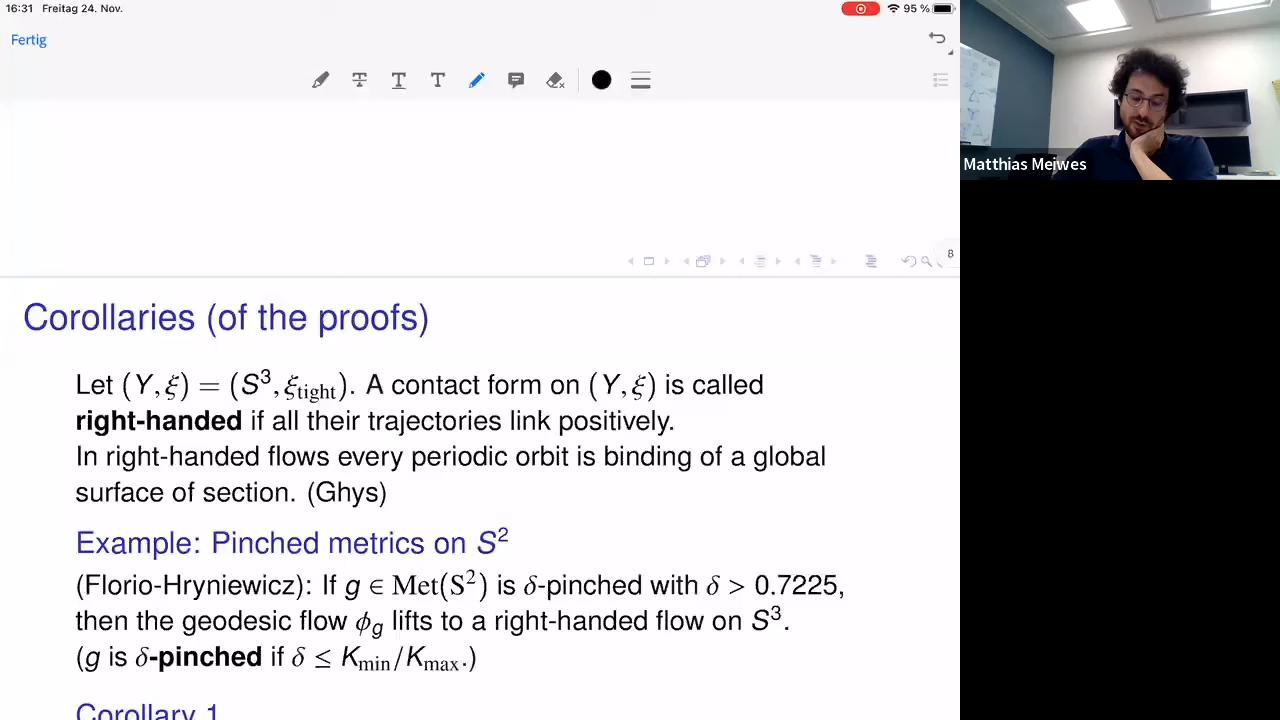 16:31 Freitag 24. Nov.
95 %
Fertig
T T T
8
Matthias Meiwes
Corollaries (of the proofs)
Let (Y, ξ) = (S³, ξ_tight). A contact form on (Y, ξ) is called
right-handed if all their trajectories link positively.
In right-handed flows every periodic orbit is binding of a global
surface of section. (Ghys)
Example: Pinched metrics on S²
(Florio-Hryniewicz): If g ∈ Met(S²) is δ-pinched with δ > 0.7225,
then the geodesic flow ϕ_g lifts to a right-handed flow on S³.
(g is δ-pinched if δ ≤ K_min/K_max.)
Corollary 1